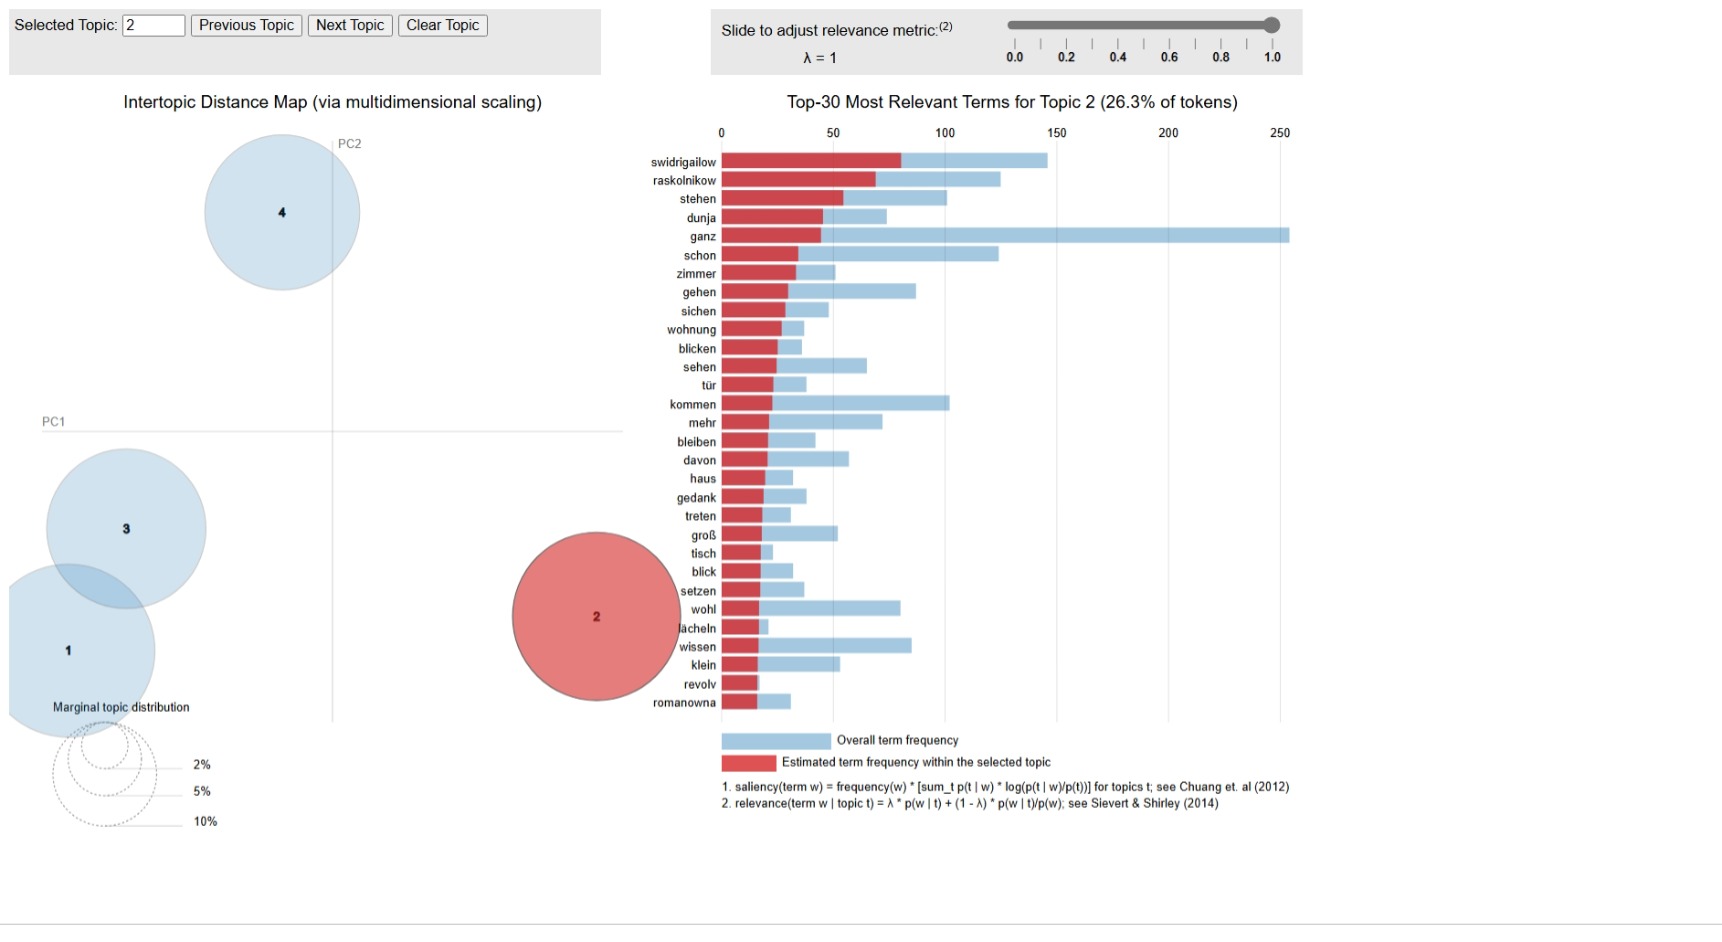 Selected Topic: 2 Previous Topic Next Topic Clear Topic
Slide to adjust relevance metric:(2)
λ = 1
0.0 0.2 0.4 0.6 0.8 1.0
Intertopic Distance Map (via multidimensional scaling)
PC2
4
PC1
3
1
2
Marginal topic distribution
2%
5%
10%
Top-30 Most Relevant Terms for Topic 2 (26.3% of tokens)
0 50 100 150 200 250
swidrigailow
raskolnikow
stehen
dunja
ganz
schon
zimmer
gehen
sichen
wohnung
blicken
sehen
tür
kommen
mehr
bleiben
davon
haus
gedank
treten
groß
tisch
blick
setzen
wohl
lächeln
wissen
klein
revolv
romanowna
Overall term frequency
Estimated term frequency within the selected topic
1. saliency(term w) = frequency(w) * [sum_t p(t | w) * log(p(t | w)/p(t))] for topics t; see Chuang et. al (2012)
2. relevance(term w | topic t) = λ * p(w | t) + (1 - λ) * p(w | t)/p(w); see Sievert & Shirley (2014)